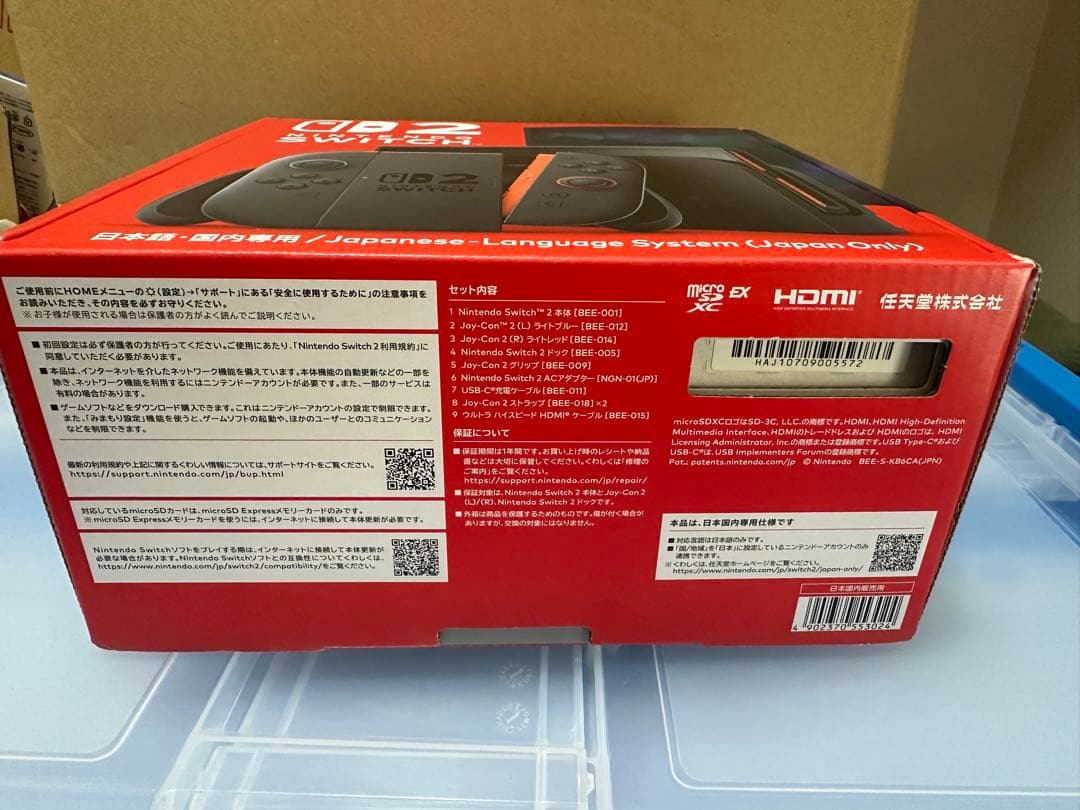 2
NINTENDO
SWITCH™
2
SWITCH
日本語・国内専用 / Japanese-Language System (Japan Only)
ご使用前にHOMEメニューの(設定)→「サポート」にある「安全に使用するために」の注意事項を
お読みいただき、その内容を必ずお守りください。
※お子様が使用される場合は保護者の方がよく読んでご説明ください。
■初回設定は必ず保護者の方が行ってください。ご使用にあたり、「Nintendo Switch 2 利用規約」に
同意していただく必要があります。
■本品は、インターネットを介したネットワーク機能を備えています。本体機能の自動更新などの一部を
除き、ネットワーク機能を利用するにはニンテンドーアカウントが必要です。また、一部のサービスは
有料の場合があります。
■ゲームソフトなどをダウンロード購入できます。これはニンテンドーアカウントの設定で制限できます。
また、「みまもり設定」機能を使うと、ゲームソフトの起動や、ほかのユーザーとのコミュニケーション
などを制限できます。
最新の利用規約や上記に関するくわしい情報については、サポートサイトをご覧ください。
https://support.nintendo.com/jp/bup.html
対応しているmicroSDカードは、microSD Expressメモリーカードのみです。
※microSD Expressメモリーカードを使うには、インターネットに接続して本体更新が必要です。
Nintendo Switchソフトをプレイする際は、インターネットに接続して本体更新が
必要な場合があります。Nintendo Switchソフトとの互換性についてくわしくは、
https://www.nintendo.com/jp/switch2/compatibility/をご覧ください。
セット内容
1 Nintendo Switch™ 2 本体 [BEE-001]
2 Joy-Con™ 2 (L) ライトブルー [BEE-012]
3 Joy-Con 2 (R) ライトレッド [BEE-014]
4 Nintendo Switch 2 ドック [BEE-005]
5 Joy-Con 2 グリップ [BEE-009]
6 Nintendo Switch 2 ACアダプター [NGN-01(JP)]
7 USB-C®充電ケーブル [BEE-011]
8 Joy-Con 2 ストラップ [BEE-018] ×2
9 ウルトラ ハイスピード HDMI® ケーブル [BEE-015]
保証について
■保証期間は1年間です。お買い上げ時のレシートや納品
書などは大切に保管してください。くわしくは「修理の
ご案内」をご覧ください。
https://support.nintendo.com/jp/repair/
■保証対象は、Nintendo Switch 2 本体とJoy-Con 2
(L)/(R)、Nintendo Switch 2 ドックです。
■外箱は商品を保護するためのものです。傷が付く場合が
ありますが、交換の対象にはなりません。
micro SD XC EX
HDMI®
HIGH-DEFINITION MULTIMEDIA INTERFACE
任天堂株式会社
HAJ10709005572
microSDXCロゴはSD-3C, LLC.の商標です。HDMI、HDMI High-Definition
Multimedia Interface、HDMIのトレードドレスおよび HDMIのロゴは、HDMI
Licensing Administrator, Inc.の商標または登録商標です。USB Type-C®および
USB-C®は、USB Implementers Forumの登録商標です。
Pat.: patents.nintendo.com/jp © Nintendo BEE-S-KB6CA(JPN)
本品は、日本国内専用仕様です
■対応言語は日本語のみです。
■「国/地域」を「日本」に設定しているニンテンドーアカウントのみ
連携できます。
※くわしくは、任天堂ホームページをご覧ください。
https://www.nintendo.com/jp/switch2/japan-only/
日本国内販売用
4 902370 553024